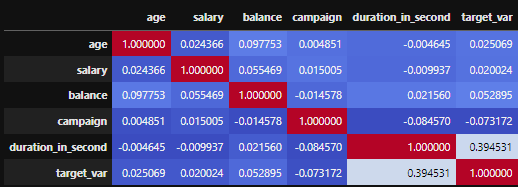 age salary balance campaign duration_in_second target_var
age 1.000000 0.024366 0.097753 0.004851 -0.004645 0.025069
salary 0.024366 1.000000 0.055469 0.015005 -0.009937 0.020024
balance 0.097753 0.055469 1.000000 -0.014578 0.021560 0.052895
campaign 0.004851 0.015005 -0.014578 1.000000 -0.084570 -0.073172
duration_in_second -0.004645 -0.009937 0.021560 -0.084570 1.000000 0.394531
target_var 0.025069 0.020024 0.052895 -0.073172 0.394531 1.000000